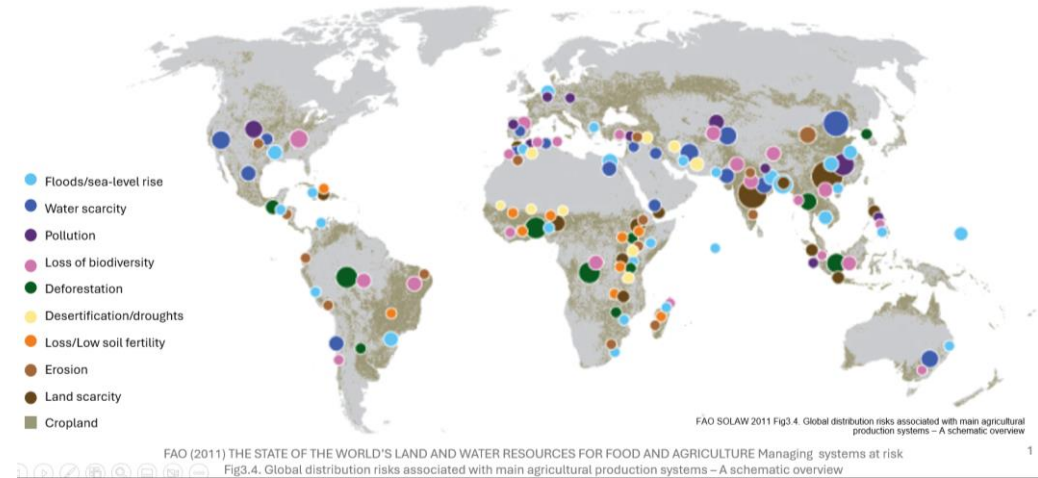 Floods/sea-level rise
Water scarcity
Pollution
Loss of biodiversity
Deforestation
Desertification/droughts
Loss/Low soil fertility
Erosion
Land scarcity
Cropland
FAO SOLAW 2011 Fig3.4. Global distribution risks associated with main agricultural
production systems – A schematic overview
FAO (2011) THE STATE OF THE WORLD'S LAND AND WATER RESOURCES FOR FOOD AND AGRICULTURE Managing systems at risk
Fig3.4. Global distribution risks associated with main agricultural production systems – A schematic overview
1